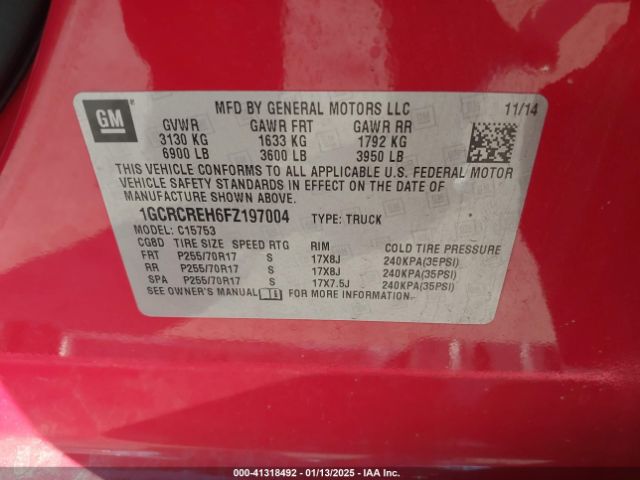 GM
MFD BY GENERAL MOTORS LLC 11/14
GVWR GAWR FRT GAWR RR
3130 KG 1633 KG 1792 KG
6900 LB 3600 LB 3950 LB
THIS VEHICLE CONFORMS TO ALL APPLICABLE U.S. FEDERAL MOTOR
VEHICLE SAFETY STANDARDS IN EFFECT ON THE DATE OF
MANUFACTURE SHOWN ABOVE.
1GCRCREH6FZ197004 TYPE: TRUCK
MODEL: C15753
CGBD TIRE SIZE SPEED RTG RIM COLD TIRE PRESSURE
FRT P255/70R17 S 17X8J 240KPA(35PSI)
RR P255/70R17 S 17X8J 240KPA(35PSI)
SPA P255/70R17 S 17X7.5J 240KPA(35PSI)
SEE OWNER'S MANUAL FOR MORE INFORMATION.
000-41318492 - 01/13/2025 - IAA Inc.